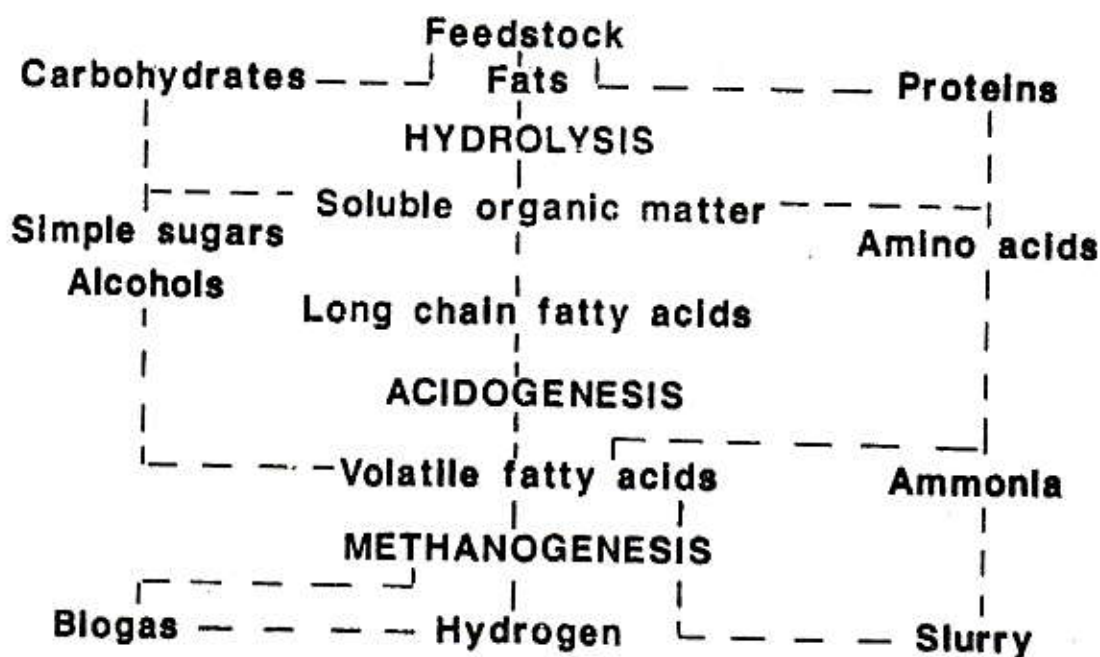 Feedstock
Carbohydrates Fats Proteins
HYDROLYSIS
Soluble organic matter
Simple sugars Amino acids
Alcohols
Long chain fatty acids
ACIDOGENESIS
Volatile fatty acids Ammonia
METHANOGENESIS
Biogas Hydrogen Slurry